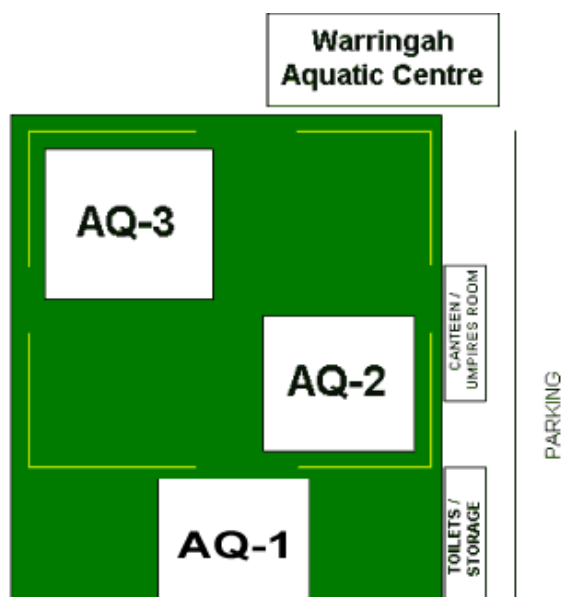 Warringah
Aquatic Centre
AQ-3
CANTEEN /
UMPIRES ROOM
AQ-2
PARKING
AQ-1
TOILETS /
STORAGE